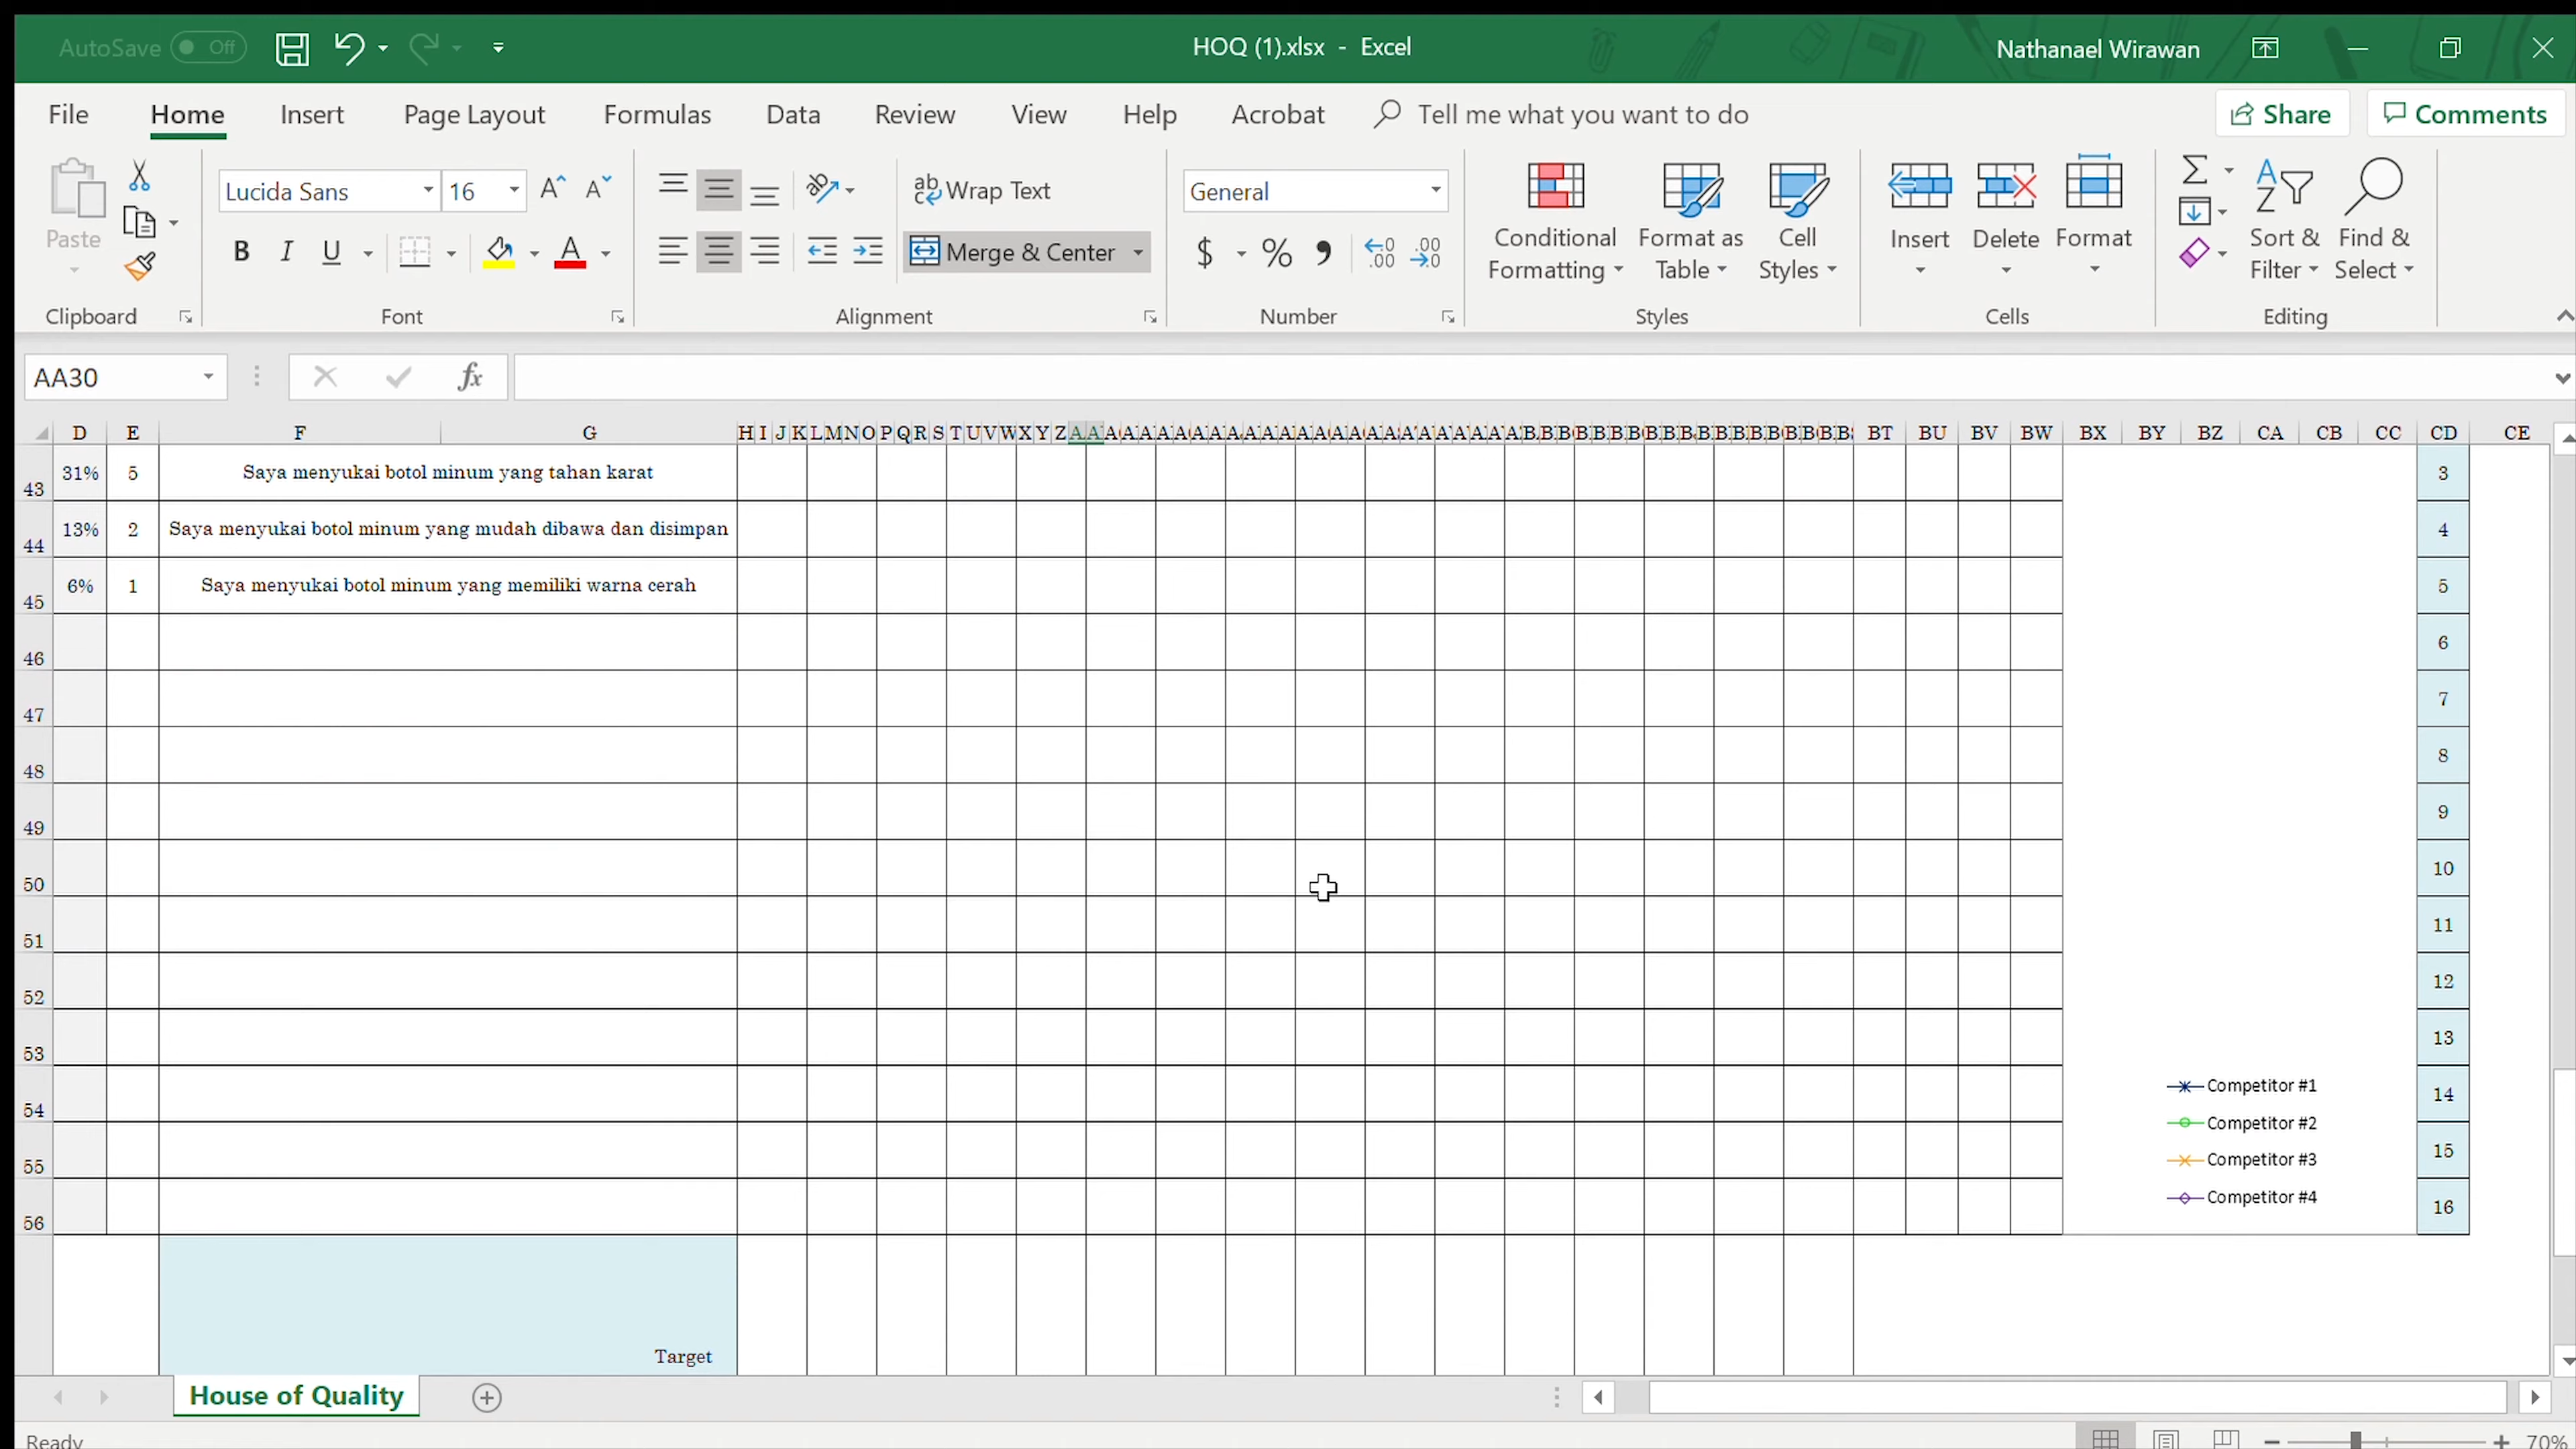 AutoSave Off HOQ (1).xlsx - Excel Nathanael Wirawan
File Home Insert Page Layout Formulas Data Review View Help Acrobat Tell me what you want to do Share Comments
Paste
Clipboard
Lucida Sans 16
B I U A
Font
Wrap Text
Merge & Center
Alignment
General
$ % ,
Number
Conditional Formatting
Format as Table
Cell Styles
Styles
Insert Delete Format
Cells
Sort & Filter
Find & Select
Editing
AA30 fx
D E F G H I J K L M N O P Q R S T U V W X Y Z BT BU BV BW BX BY BZ CA CB CC CD CE
43 31% 5 Saya menyukai botol minum yang tahan karat 3
44 13% 2 Saya menyukai botol minum yang mudah dibawa dan disimpan 4
45 6% 1 Saya menyukai botol minum yang memiliki warna cerah 5
46 6
47 7
48 8
49 9
50 10
51 11
52 12
53 13
54 Competitor #1 14
Competitor #2
55 Competitor #3 15
56 Competitor #4 16
Target
House of Quality
Ready 70%